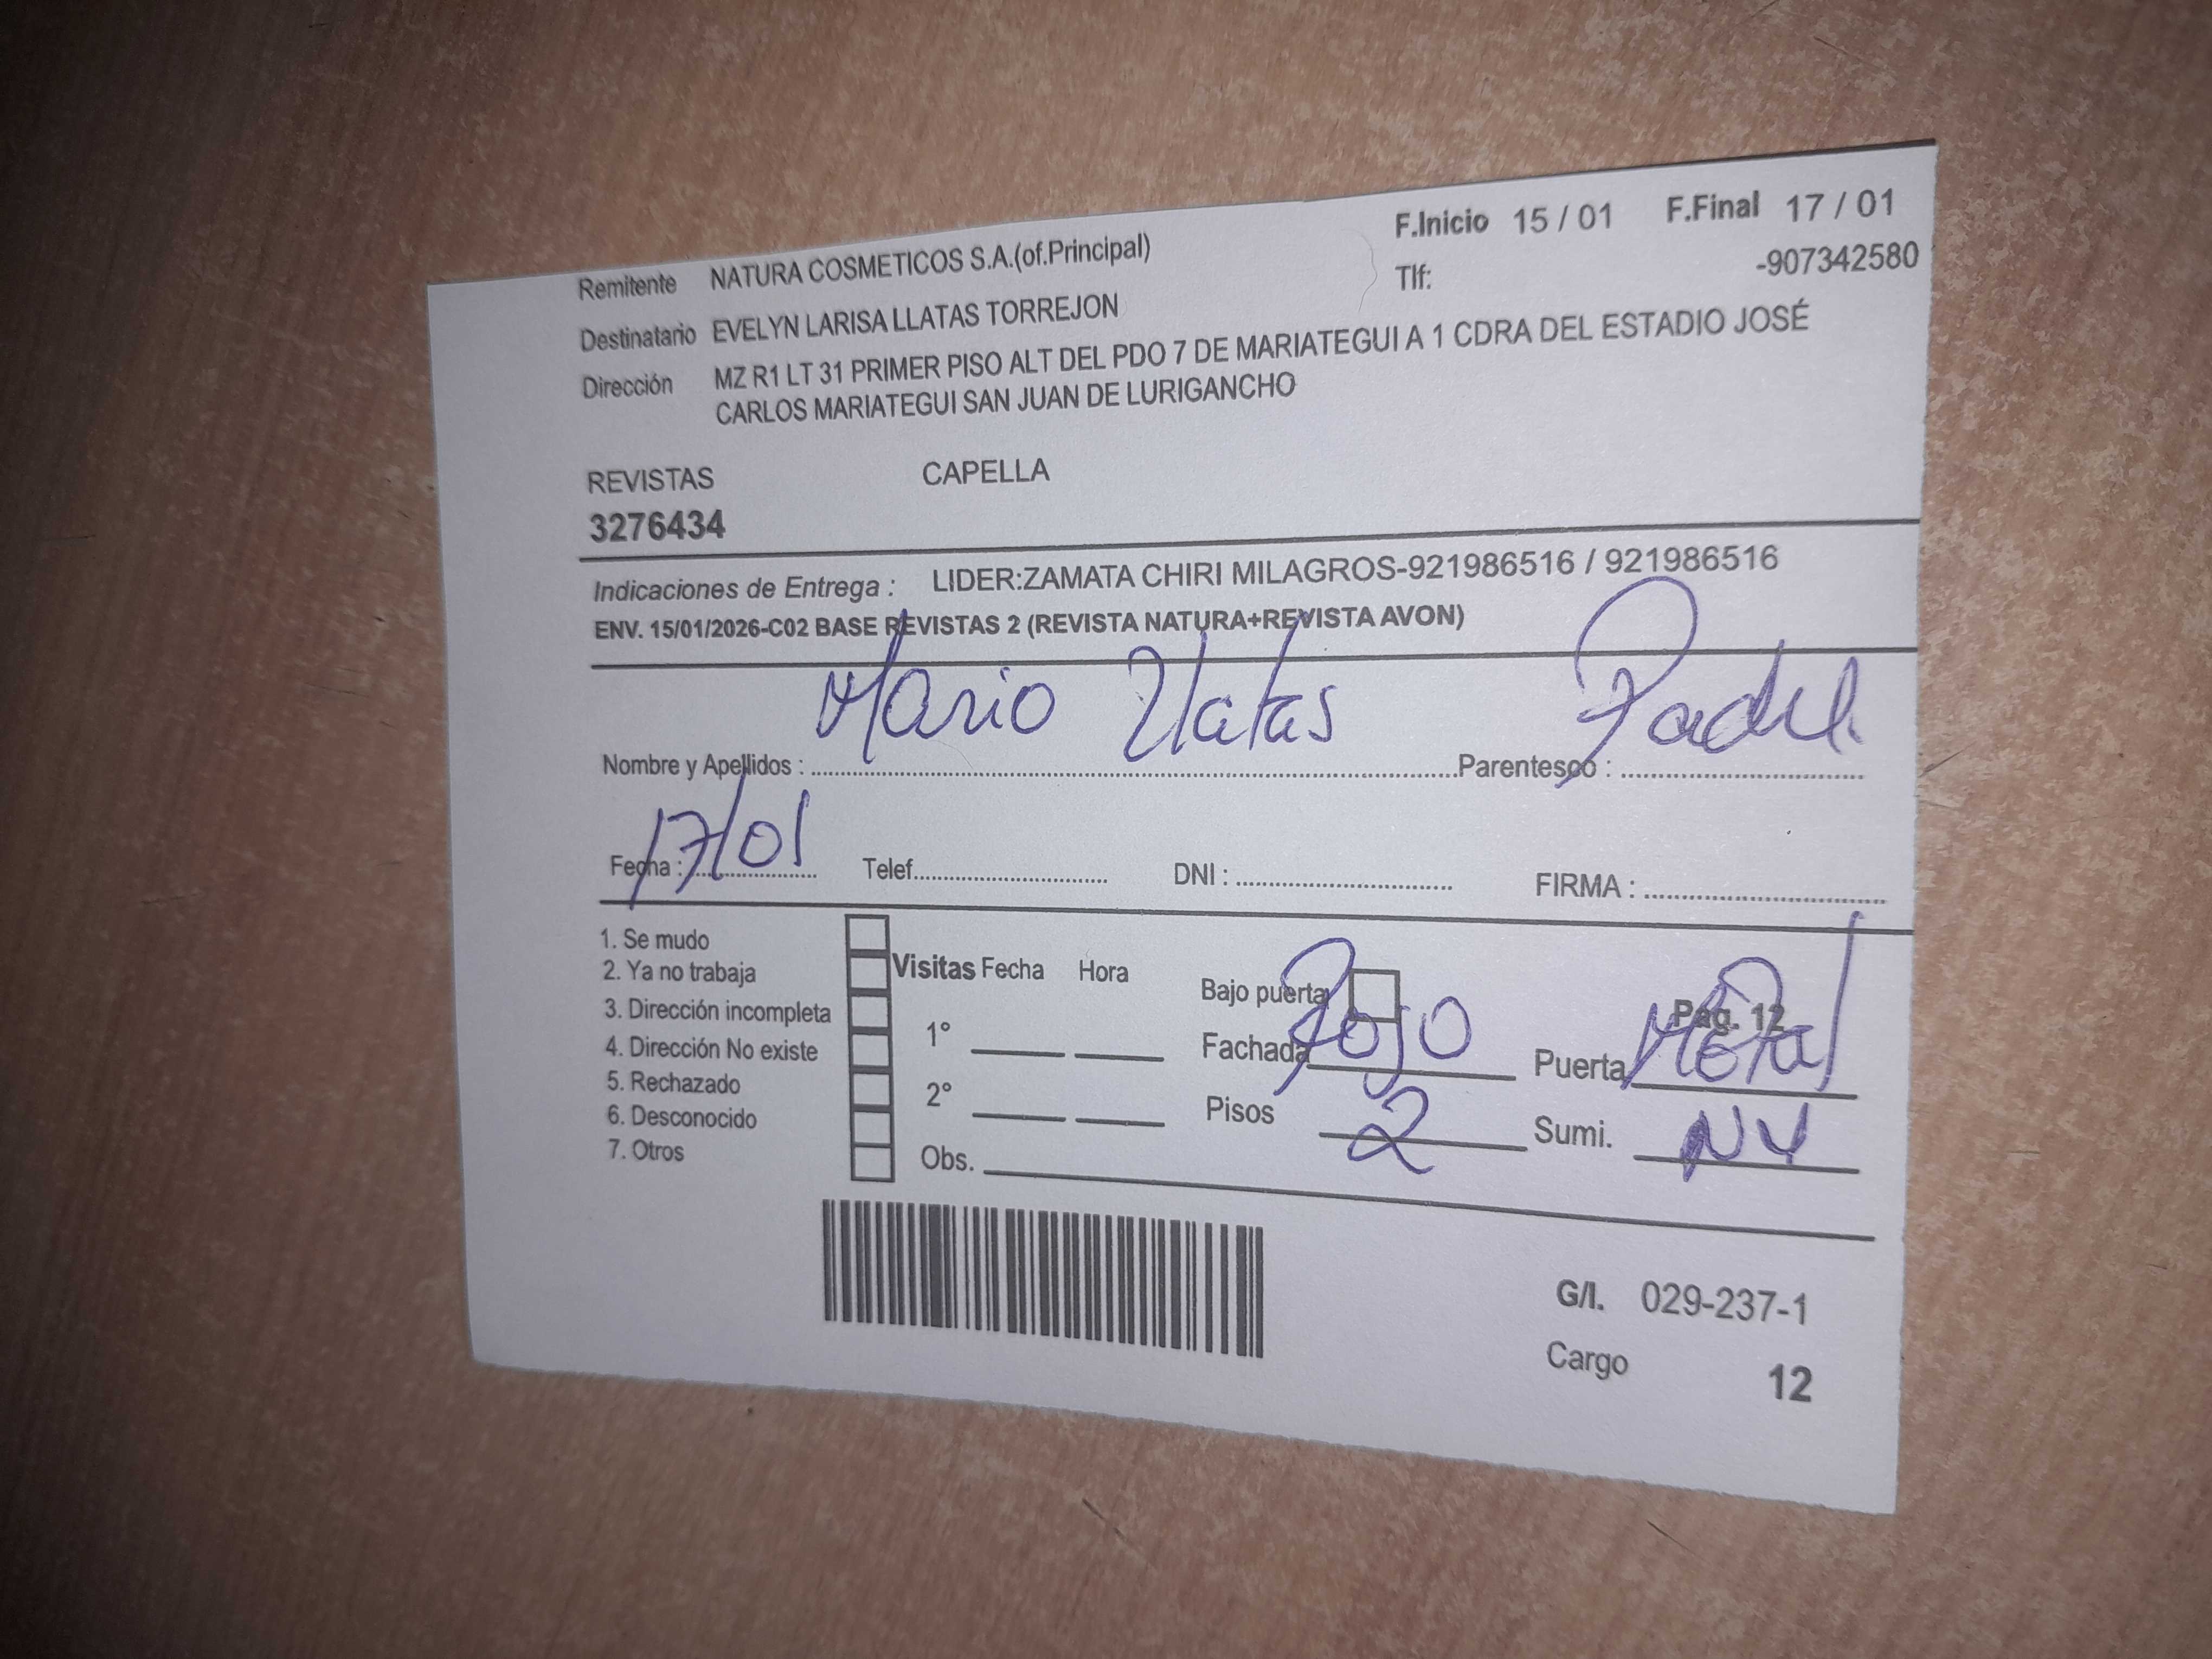 F.Inicio 15 / 01 F.Final 17 / 01
Remitente NATURA COSMETICOS S.A.(of.Principal) Tlf: -907342580
Destinatario EVELYN LARISA LLATAS TORREJON
Dirección MZ R1 LT 31 PRIMER PISO ALT DEL PDO 7 DE MARIATEGUI A 1 CDRA DEL ESTADIO JOSÉ
CARLOS MARIATEGUI SAN JUAN DE LURIGANCHO
REVISTAS CAPELLA
3276434
Indicaciones de Entrega : LIDER:ZAMATA CHIRI MILAGROS-921986516 / 921986516
ENV. 15/01/2026-C02 BASE REVISTAS 2 (REVISTA NATURA+REVISTA AVON)
Nombre y Apellidos : Mario Llatas Parentesco : Padre
Fecha : 17/01 Telef. DNI : FIRMA :
1. Se mudo
2. Ya no trabaja Visitas Fecha Hora Bajo puerta Pag. 12
3. Dirección incompleta
4. Dirección No existe 1° Fachada Rojo Puerta Metal
5. Rechazado
6. Desconocido 2° Pisos 2 Sumi. NV
7. Otros Obs.
G/I. 029-237-1
Cargo 12